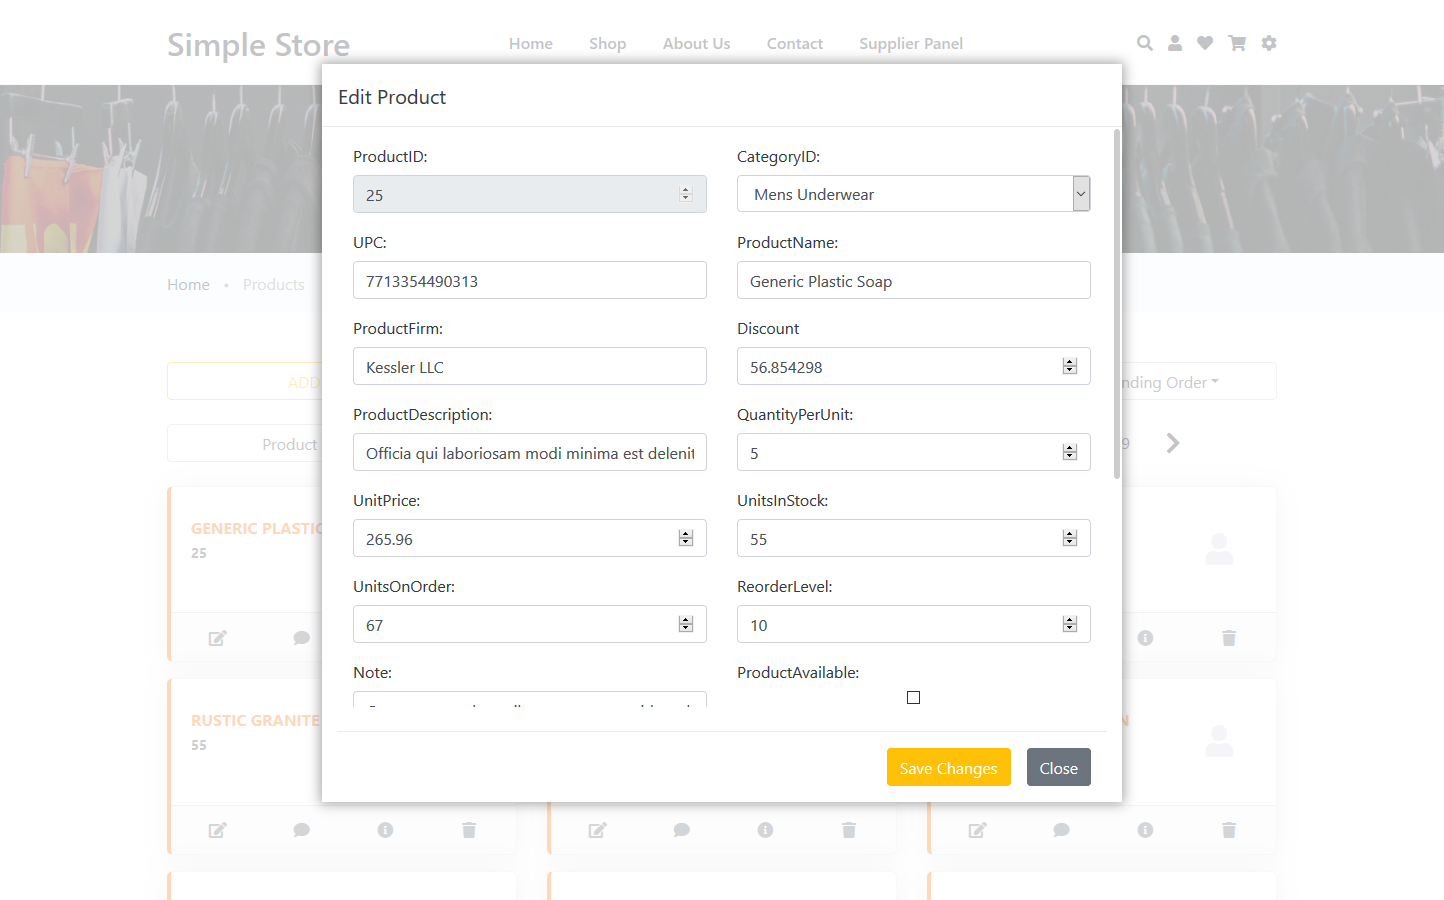 Simple Store
Home Shop About Us Contact Supplier Panel
Edit Product
ProductID: CategoryID:
25 Mens Underwear
UPC: ProductName:
7713354490313 Generic Plastic Soap
Home • Products
ProductFirm: Discount
Kessler LLC 56.854298
ADD nding Order
ProductDescription: QuantityPerUnit:
Officia qui laboriosam modi minima est delenit 5
Product 9
UnitPrice: UnitsInStock:
GENERIC PLASTIC
265.96 55
25
UnitsOnOrder: ReorderLevel:
67 10
Note: ProductAvailable:
RUSTIC GRANITE N
55
Save Changes Close